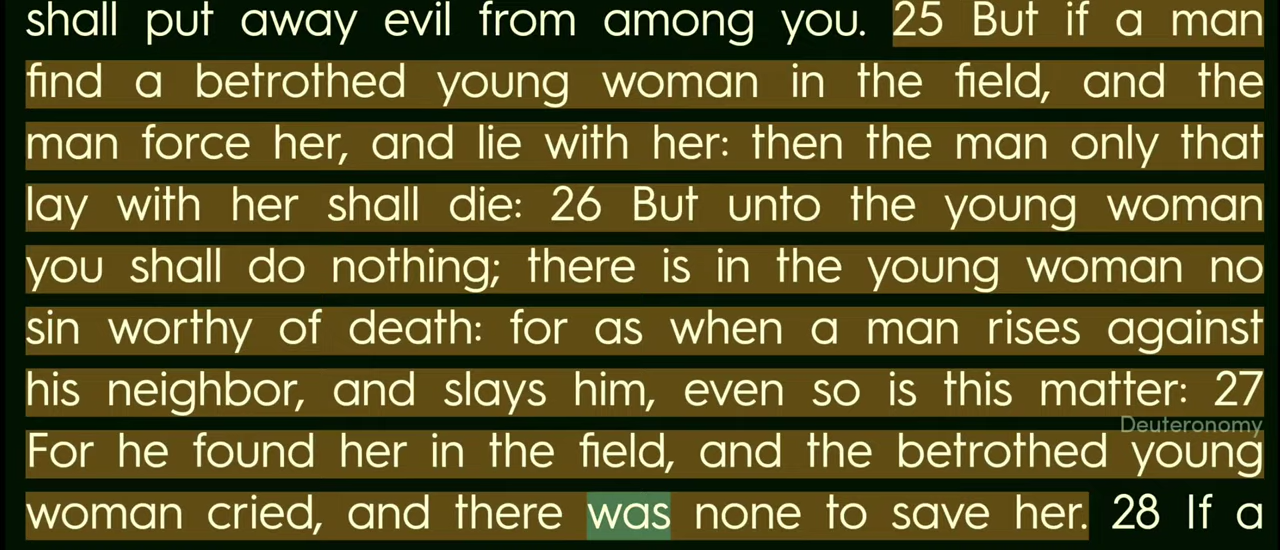 shall put away evil from among you. 25 But if a man
find a betrothed young woman in the field, and the
man force her, and lie with her: then the man only that
lay with her shall die: 26 But unto the young woman
you shall do nothing; there is in the young woman no
sin worthy of death: for as when a man rises against
his neighbor, and slays him, even so is this matter: 27
Deuteronomy
For he found her in the field, and the betrothed young
woman cried, and there was none to save her. 28 If a